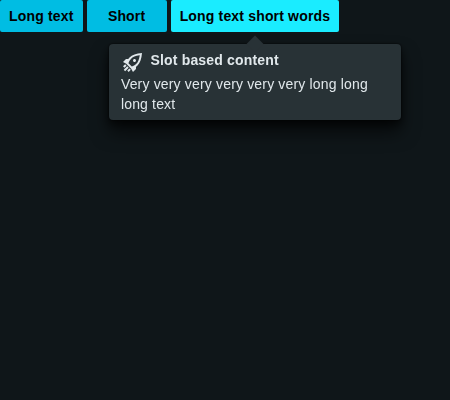 Long text
Short
Long text short words
Slot based content
Very very very very very very long long
long text